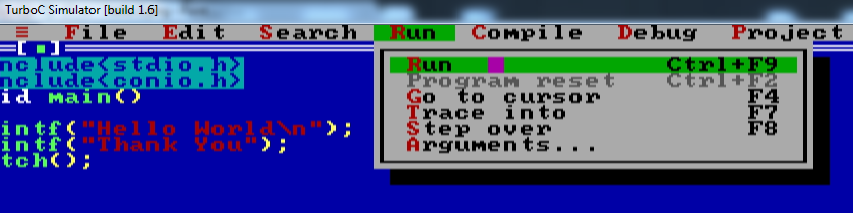 TurboC Simulator [build 1.6]
≡ File Edit Search Run Compile Debug Project
[■]
nclude<stdio.h>
nclude<conio.h>
id main()
intf("Hello World\n");
intf("Thank You");
tch();
Run Ctrl+F9
Program reset Ctrl+F2
Go to cursor F4
Trace into F7
Step over F8
Arguments...